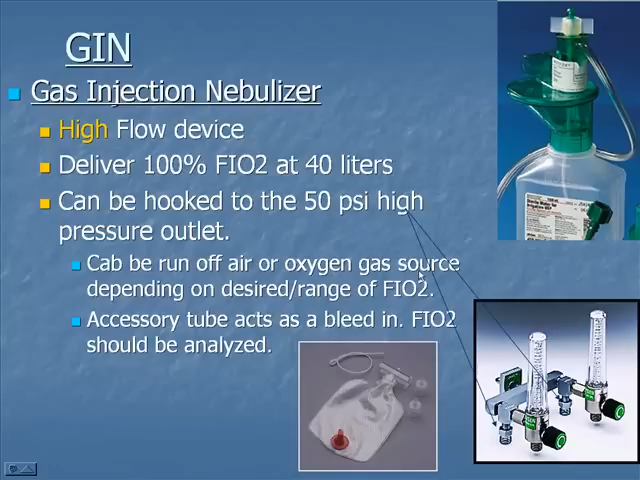 GIN
Gas Injection Nebulizer
High Flow device
Deliver 100% FIO2 at 40 liters
Can be hooked to the 50 psi high
pressure outlet.
Cab be run off air or oxygen gas source
depending on desired/range of FIO2.
Accessory tube acts as a bleed in. FIO2
should be analyzed.